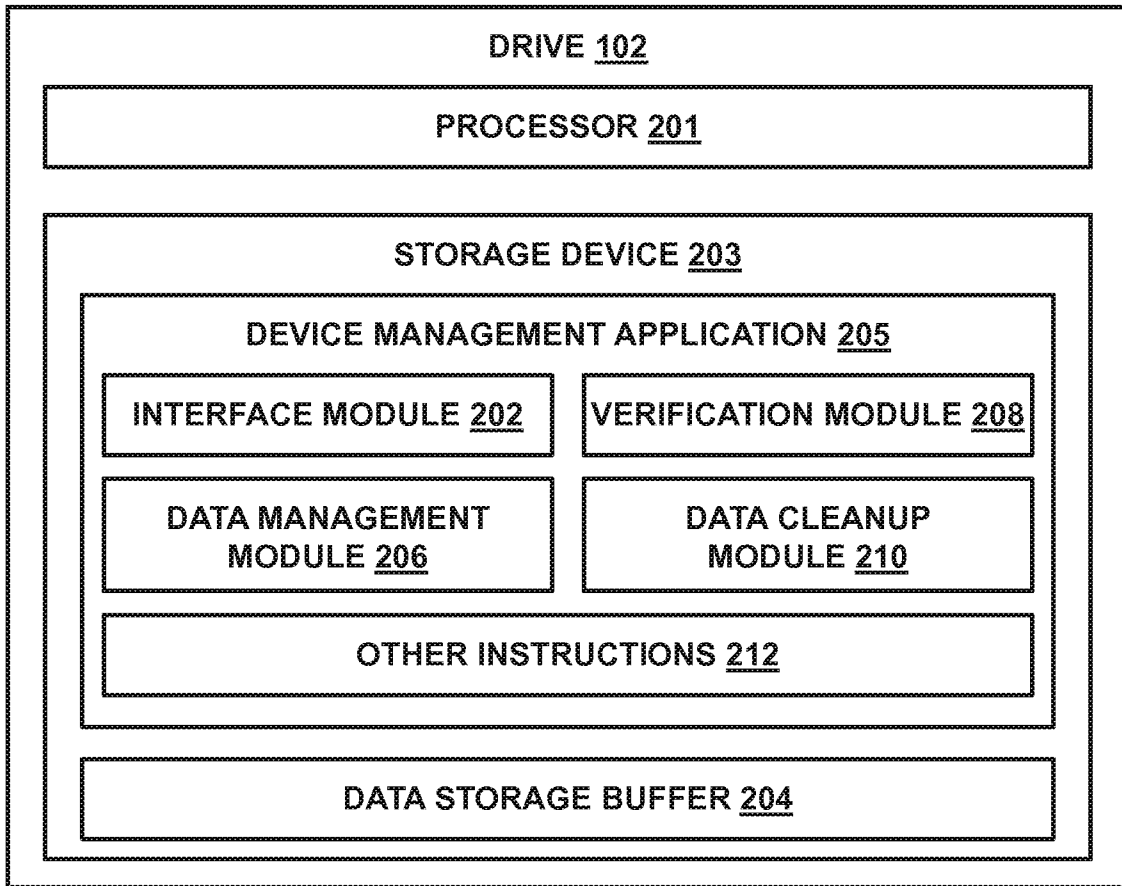 DRIVE 102
PROCESSOR 201
STORAGE DEVICE 203
DEVICE MANAGEMENT APPLICATION 205
INTERFACE MODULE 202
VERIFICATION MODULE 208
DATA MANAGEMENT
MODULE 206
DATA CLEANUP
MODULE 210
OTHER INSTRUCTIONS 212
DATA STORAGE BUFFER 204